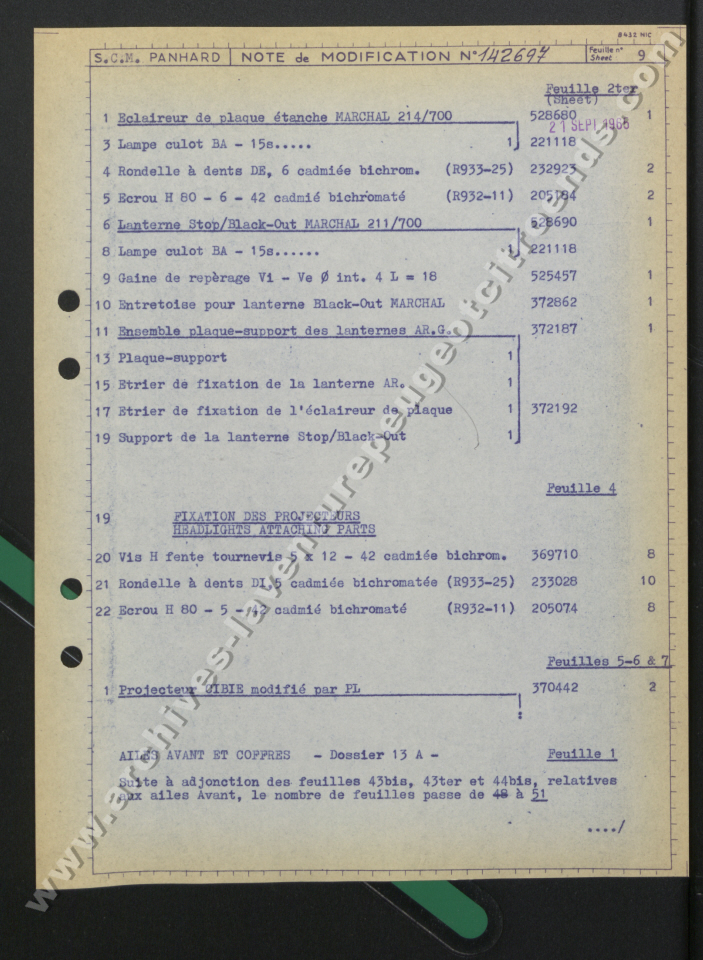 8432 NIC
S.C.M. PANHARD NOTE de MODIFICATION N° 142697 Feuille n° Sheet 9
Feuille 2ter
(Sheet)
1 Eclaireur de plaque étanche MARCHAL 214/700 528680 1
21 SEPT 1966
3 Lampe culot BA - 15s..... 1 221118
4 Rondelle à dents DE, 6 cadmiée bichrom. (R933-25) 232923 2
5 Ecrou H 80 - 6 - 42 cadmié bichromaté (R932-11) 205184 2
6 Lanterne Stop/Black-Out MARCHAL 211/700 528690 1
8 Lampe culot BA - 15s...... 1 221118
9 Gaine de repèrage Vi - Ve Ø int. 4 L = 18 525457 1
10 Entretoise pour lanterne Black-Out MARCHAL 372862 1
11 Ensemble plaque-support des lanternes AR.G. 372187 1
13 Plaque-support 1
15 Etrier de fixation de la lanterne AR. 1
17 Etrier de fixation de l'éclaireur de plaque 1 372192
19 Support de la lanterne Stop/Black-Out 1
Feuille 4
19 FIXATION DES PROJECTEURS
HEADLIGHTS ATTACHING PARTS
20 Vis H fente tournevis 5 x 12 - 42 cadmiée bichrom. 369710 8
21 Rondelle à dents DI,5 cadmiée bichromatée (R933-25) 233028 10
22 Ecrou H 80 - 5 - 42 cadmié bichromaté (R932-11) 205074 8
Feuilles 5-6 & 7
1 Projecteur CIBIE modifié par PL 370442 2
:
AILES AVANT ET COFFRES - Dossier 13 A - Feuille 1
Suite à adjonction des feuilles 43bis, 43ter et 44bis, relatives
aux ailes Avant, le nombre de feuilles passe de 48 à 51
..../
www.archives-laventurepeugeotcitroends.com